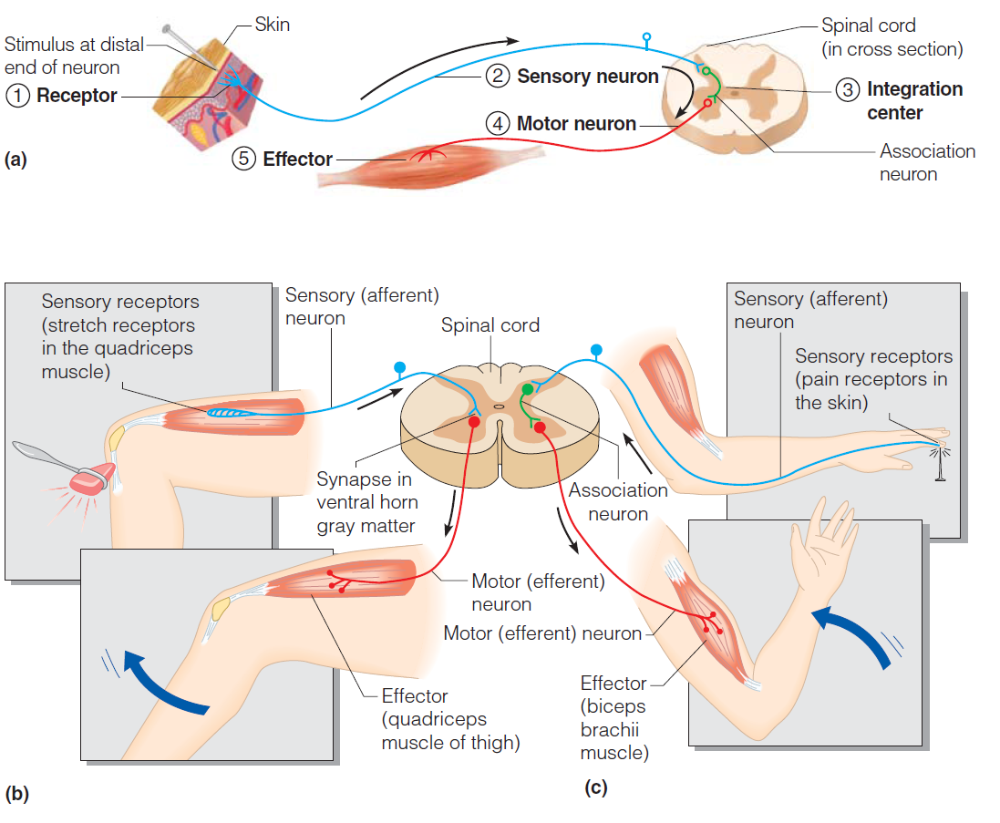 Skin
Stimulus at distal
end of neuron
① Receptor
② Sensory neuron
Spinal cord
(in cross section)
③ Integration
center
④ Motor neuron
Association
neuron
⑤ Effector
(a)
Sensory receptors
(stretch receptors
in the quadriceps
muscle)
Sensory (afferent)
neuron
Spinal cord
Sensory (afferent)
neuron
Sensory receptors
(pain receptors in
the skin)
Synapse in
ventral horn
gray matter
Association
neuron
Motor (efferent)
neuron
Motor (efferent) neuron
Effector
(quadriceps
muscle of thigh)
Effector
(biceps
brachii
muscle)
(b)
(c)